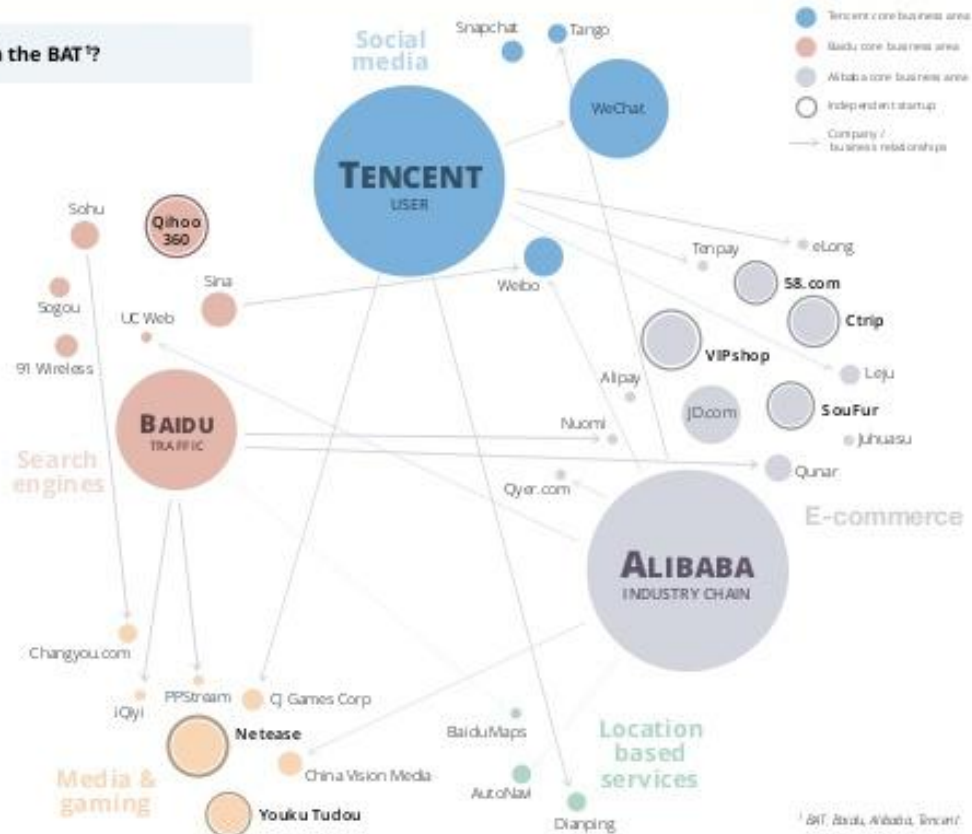 the BAT¹?
Social
media
Snapchat
Tango
Tencent core business area
Baidu core business area
Alibaba core business area
Independent startup
Company /
business relationships
WeChat
TENCENT
USER
Sohu
Qihoo
360
Sina
Sogou
UC Web
91 Wireless
Weibo
Tenpay
eLong
58.com
Ctrip
VIPshop
Leju
Alipay
JD.com
SouFur
Nuomi
Juhuasu
Qunar
Qyer.com
BAIDU
TRAFFIC
Search
engines
E-commerce
ALIBABA
INDUSTRY CHAIN
Changyou.com
iQiyi
PPStream
CJ Games Corp
Netease
China Vision Media
Media &
gaming
Youku Tudou
BaiduMaps
AutoNavi
Dianping
Location
based
services
¹ BAT: Baidu, Alibaba, Tencent